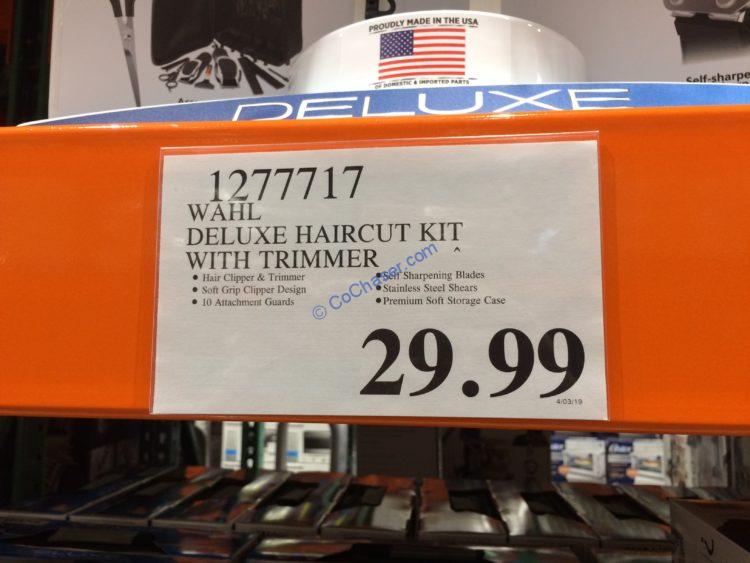 PROUDLY MADE IN THE USA
OF DOMESTIC & IMPORTED PARTS
Self-sharpe
DELUXE
1277717
WAHL
DELUXE HAIRCUT KIT
WITH TRIMMER ^
• Hair Clipper & Trimmer
• Soft Grip Clipper Design
• 10 Attachment Guards
• Self Sharpening Blades
• Stainless Steel Shears
• Premium Soft Storage Case
© CoChaser.com
29.99
4/03/19